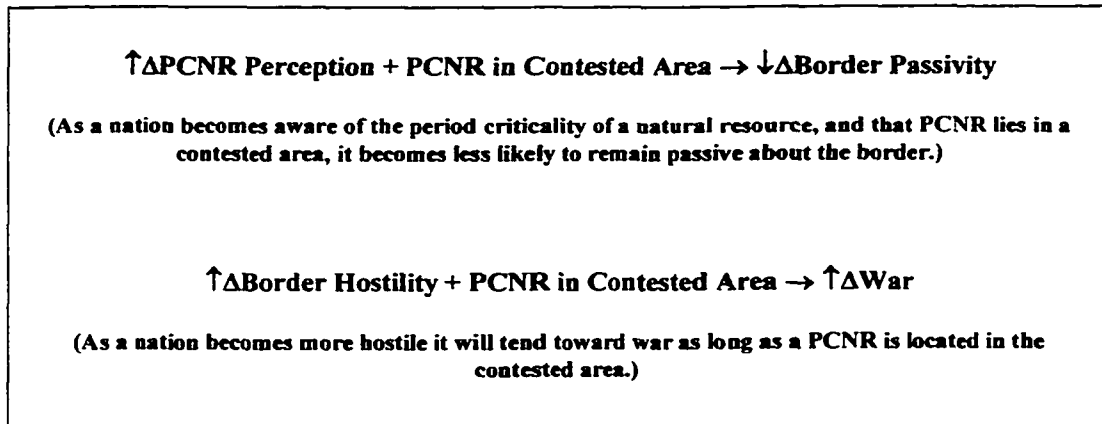 ↑ΔPCNR Perception + PCNR in Contested Area → ↓ΔBorder Passivity
(As a nation becomes aware of the period criticality of a natural resource, and that PCNR lies in a
contested area, it becomes less likely to remain passive about the border.)
↑ΔBorder Hostility + PCNR in Contested Area → ↑ΔWar
(As a nation becomes more hostile it will tend toward war as long as a PCNR is located in the
contested area.)